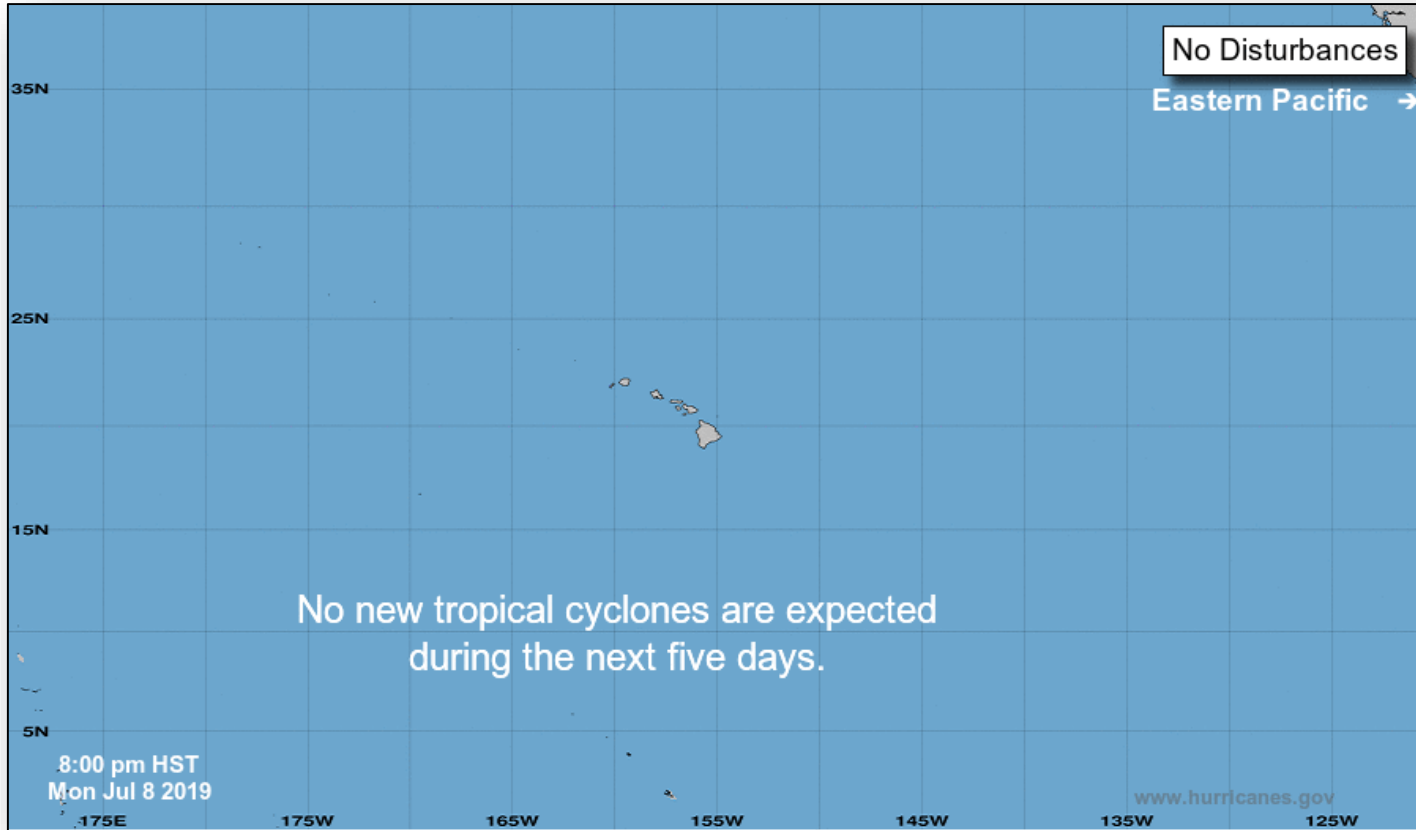 No Disturbances
35N
Eastern Pacific ➔
25N
15N
No new tropical cyclones are expected
during the next five days.
5N
8:00 pm HST
Mon Jul 8 2019
www.hurricanes.gov
175E 175W 165W 155W 145W 135W 125W